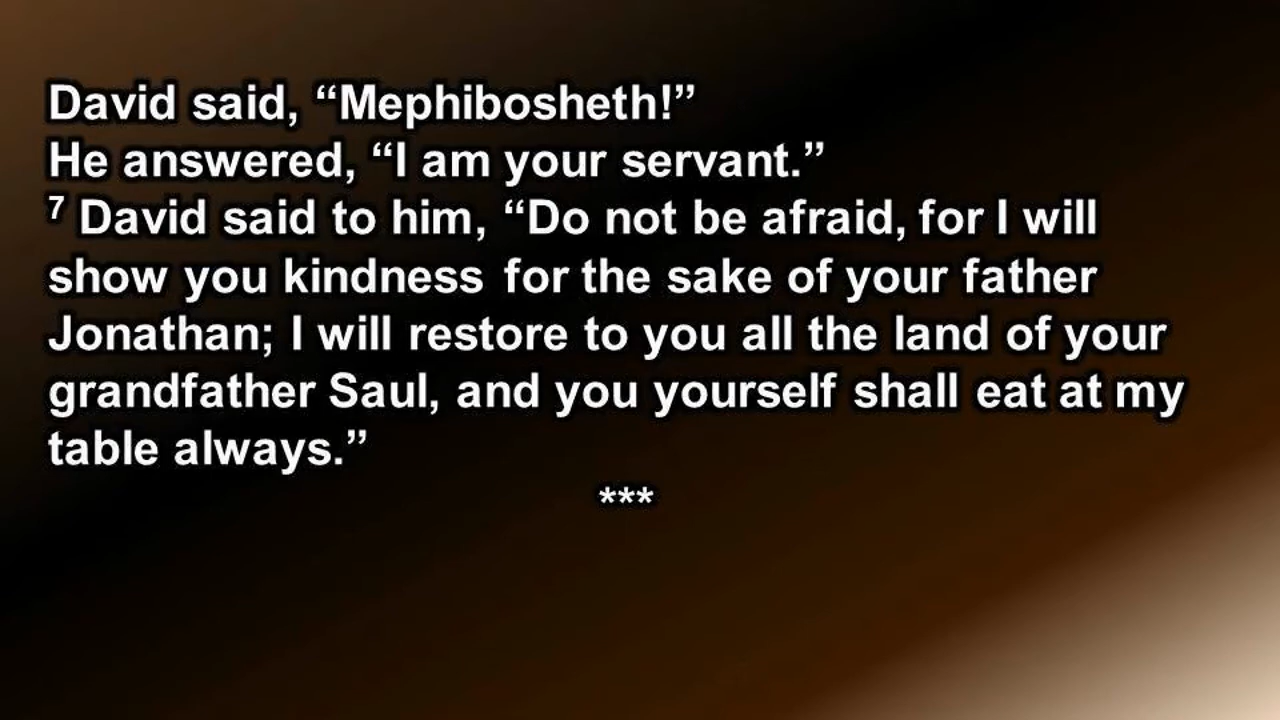 David said, “Mephibosheth!”
He answered, “I am your servant.”
⁷ David said to him, “Do not be afraid, for I will
show you kindness for the sake of your father
Jonathan; I will restore to you all the land of your
grandfather Saul, and you yourself shall eat at my
table always.”
***